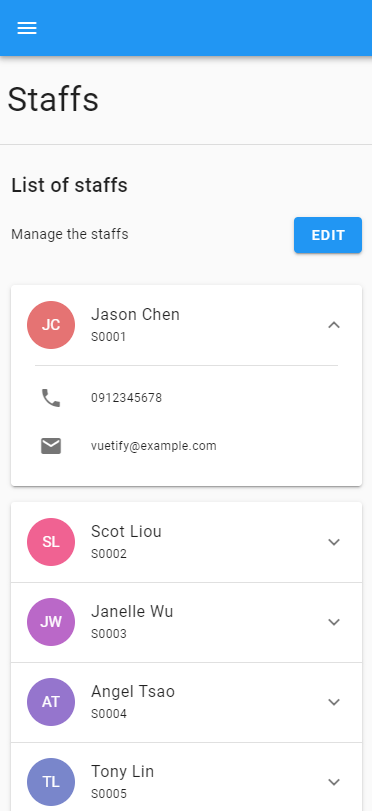 Staffs
List of staffs
Manage the staffs
EDIT
JC
Jason Chen
S0001
0912345678
vuetify@example.com
SL
Scot Liou
S0002
JW
Janelle Wu
S0003
AT
Angel Tsao
S0004
TL
Tony Lin
S0005